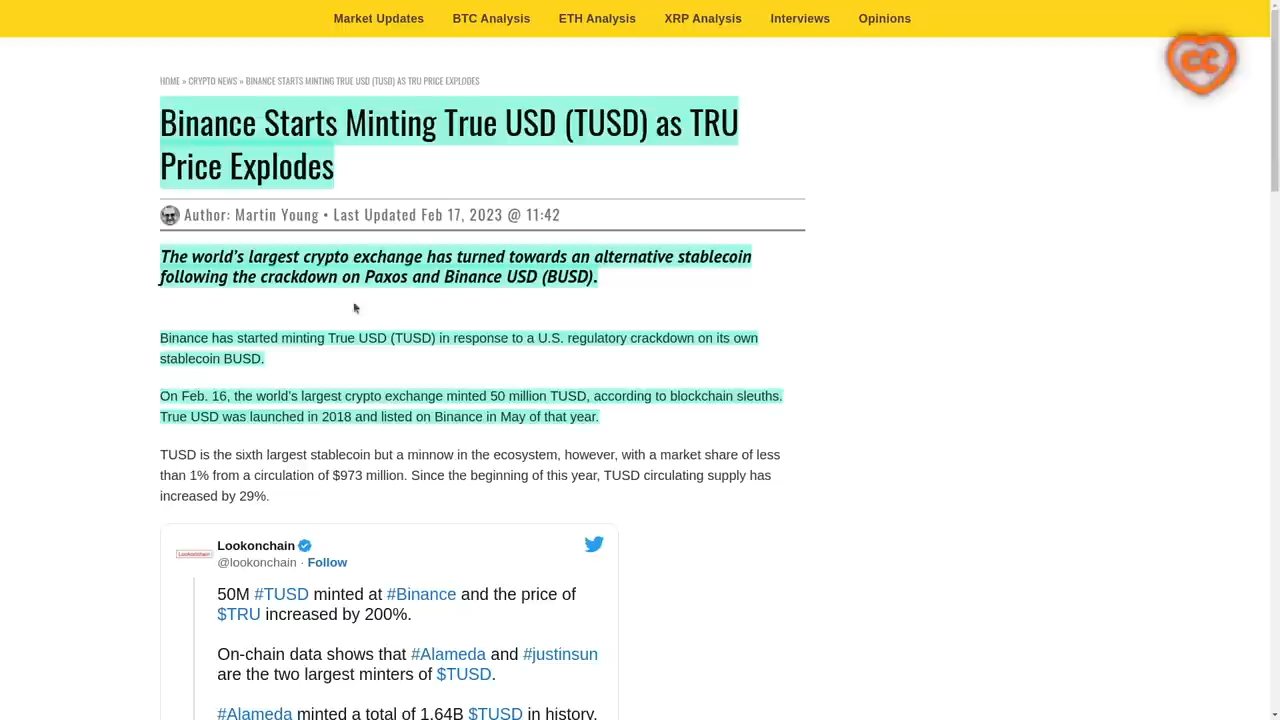 Market Updates BTC Analysis ETH Analysis XRP Analysis Interviews Opinions
CC
HOME » CRYPTO NEWS » BINANCE STARTS MINTING TRUE USD (TUSD) AS TRU PRICE EXPLODES
Binance Starts Minting True USD (TUSD) as TRU
Price Explodes
Author: Martin Young • Last Updated Feb 17, 2023 @ 11:42
The world's largest crypto exchange has turned towards an alternative stablecoin
following the crackdown on Paxos and Binance USD (BUSD).
Binance has started minting True USD (TUSD) in response to a U.S. regulatory crackdown on its own
stablecoin BUSD.
On Feb. 16, the world's largest crypto exchange minted 50 million TUSD, according to blockchain sleuths.
True USD was launched in 2018 and listed on Binance in May of that year.
TUSD is the sixth largest stablecoin but a minnow in the ecosystem, however, with a market share of less
than 1% from a circulation of $973 million. Since the beginning of this year, TUSD circulating supply has
increased by 29%.
Lookonchain
Lookonchain
@lookonchain · Follow
50M #TUSD minted at #Binance and the price of
$TRU increased by 200%.
On-chain data shows that #Alameda and #justinsun
are the two largest minters of $TUSD.
#Alameda minted a total of 1.64B $TUSD in history.